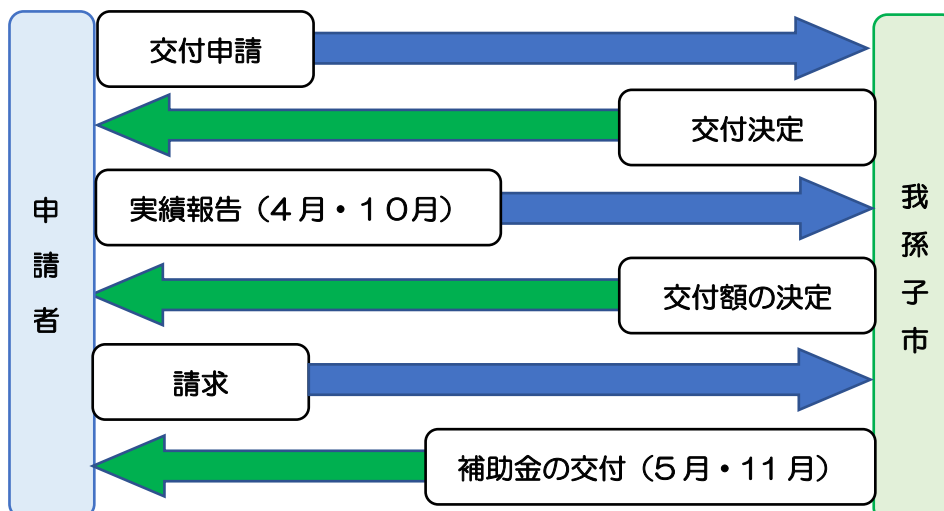 交付申請
交付決定
実績報告（４月・１０月）
交付額の決定
請求
補助金の交付（５月・１１月）
申請者
我孫子市